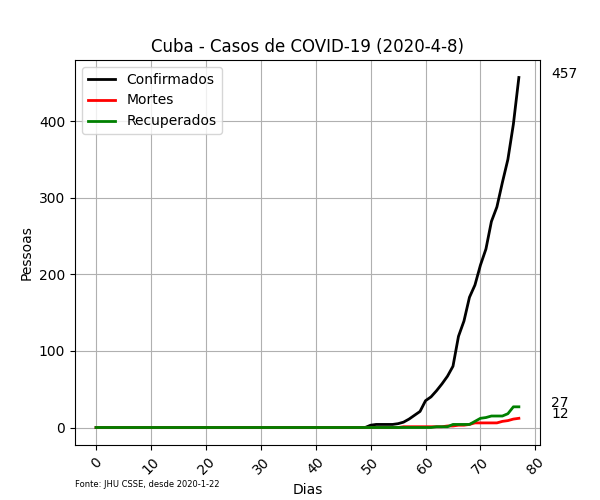 Cuba - Casos de COVID-19 (2020-4-8)
Confirmados
Mortes
Recuperados
457
27
12
Pessoas
400
300
200
100
0
0 10 20 30 40 50 60 70 80
Dias
Fonte: JHU CSSE, desde 2020-1-22